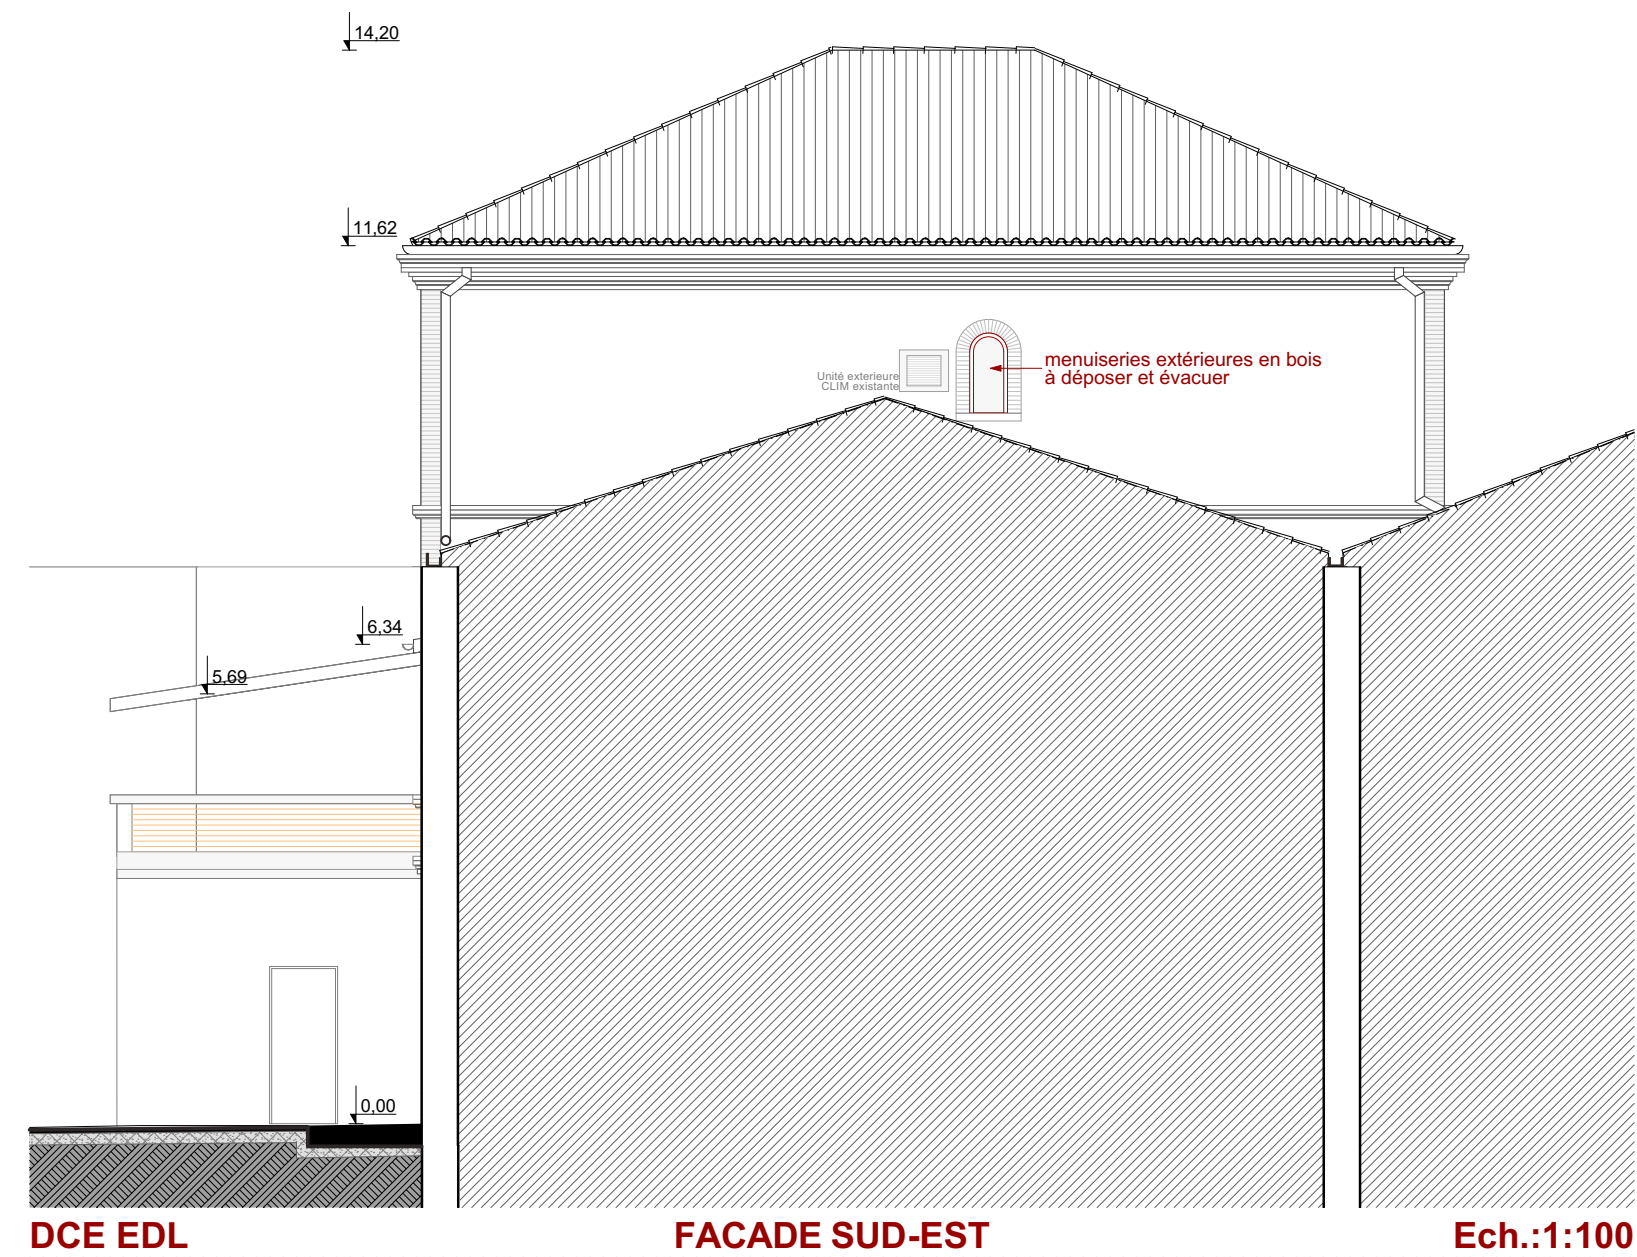 14,20
11,62
menuiseries extérieures en bois
à déposer et évacuer
Unité exterieure
CLIM existante
6,34
5,69
0,00
DCE EDL
FACADE SUD-EST
Ech.:1:100